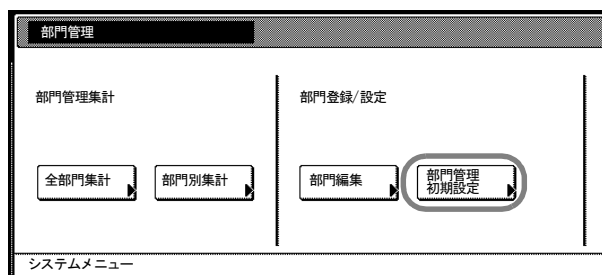 部門管理
部門管理集計
部門登録/設定
全部門集計
部門別集計
部門編集
部門管理
初期設定
システムメニュー